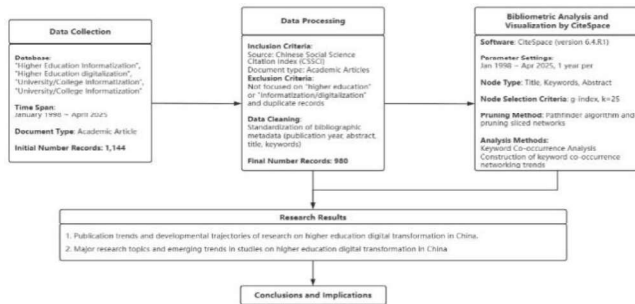 Data Collection
Database:
"Higher Education Informatization",
"Higher Education digitalization",
"University/College Informatization",
"University/College Informatization"
Time Span:
January 1998 ~ April 2025
Document Type: Academic Article
Initial Number Records: 1,144
Data Processing
Inclusion Criteria:
Source: Chinese Social Science
Citation Index (CSSCI)
Document type: Academic Articles
Exclusion Criteria:
Not focused on "higher education"
or "informatization/digitalization"
and duplicate records
Data Cleaning:
Standardization of bibliographic
metadata (publication year, abstract,
title, keywords)
Final Number Records: 980
Bibliometric Analysis and
Visualization by CiteSpace
Software: CiteSpace (version 6.4.R1)
Parameter Settings:
Jan 1998 ~ Apr 2025, 1 year per
Node Type: Title, Keywords, Abstract
Node Selection Criteria: g-index, k=25
Pruning Method: Pathfinder algorithm and
pruning sliced networks
Analysis Methods:
Keyword Co-occurrence Analysis
Construction of keyword co-occurrence
networking trends
Research Results
1. Publication trends and developmental trajectories of research on higher education digital transformation in China.
2. Major research topics and emerging trends in studies on higher education digital transformation in China
Conclusions and Implications